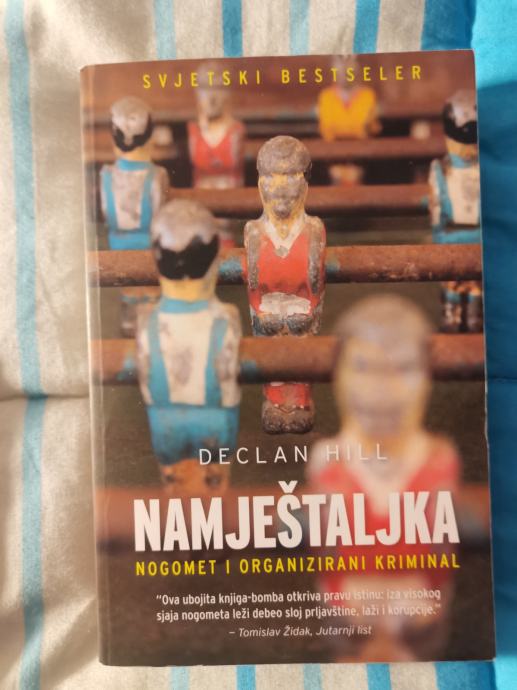 SVJETSKI BESTSELER
DECLAN HILL
NAMJEŠTALJKA
NOGOMET I ORGANIZIRANI KRIMINAL
“Ova ubojita knjiga-bomba otkriva pravu istinu: iza visokog
sjaja nogometa leži debeo sloj prljavštine, laži i korupcije.”
– Tomislav Židak, Jutarnji list